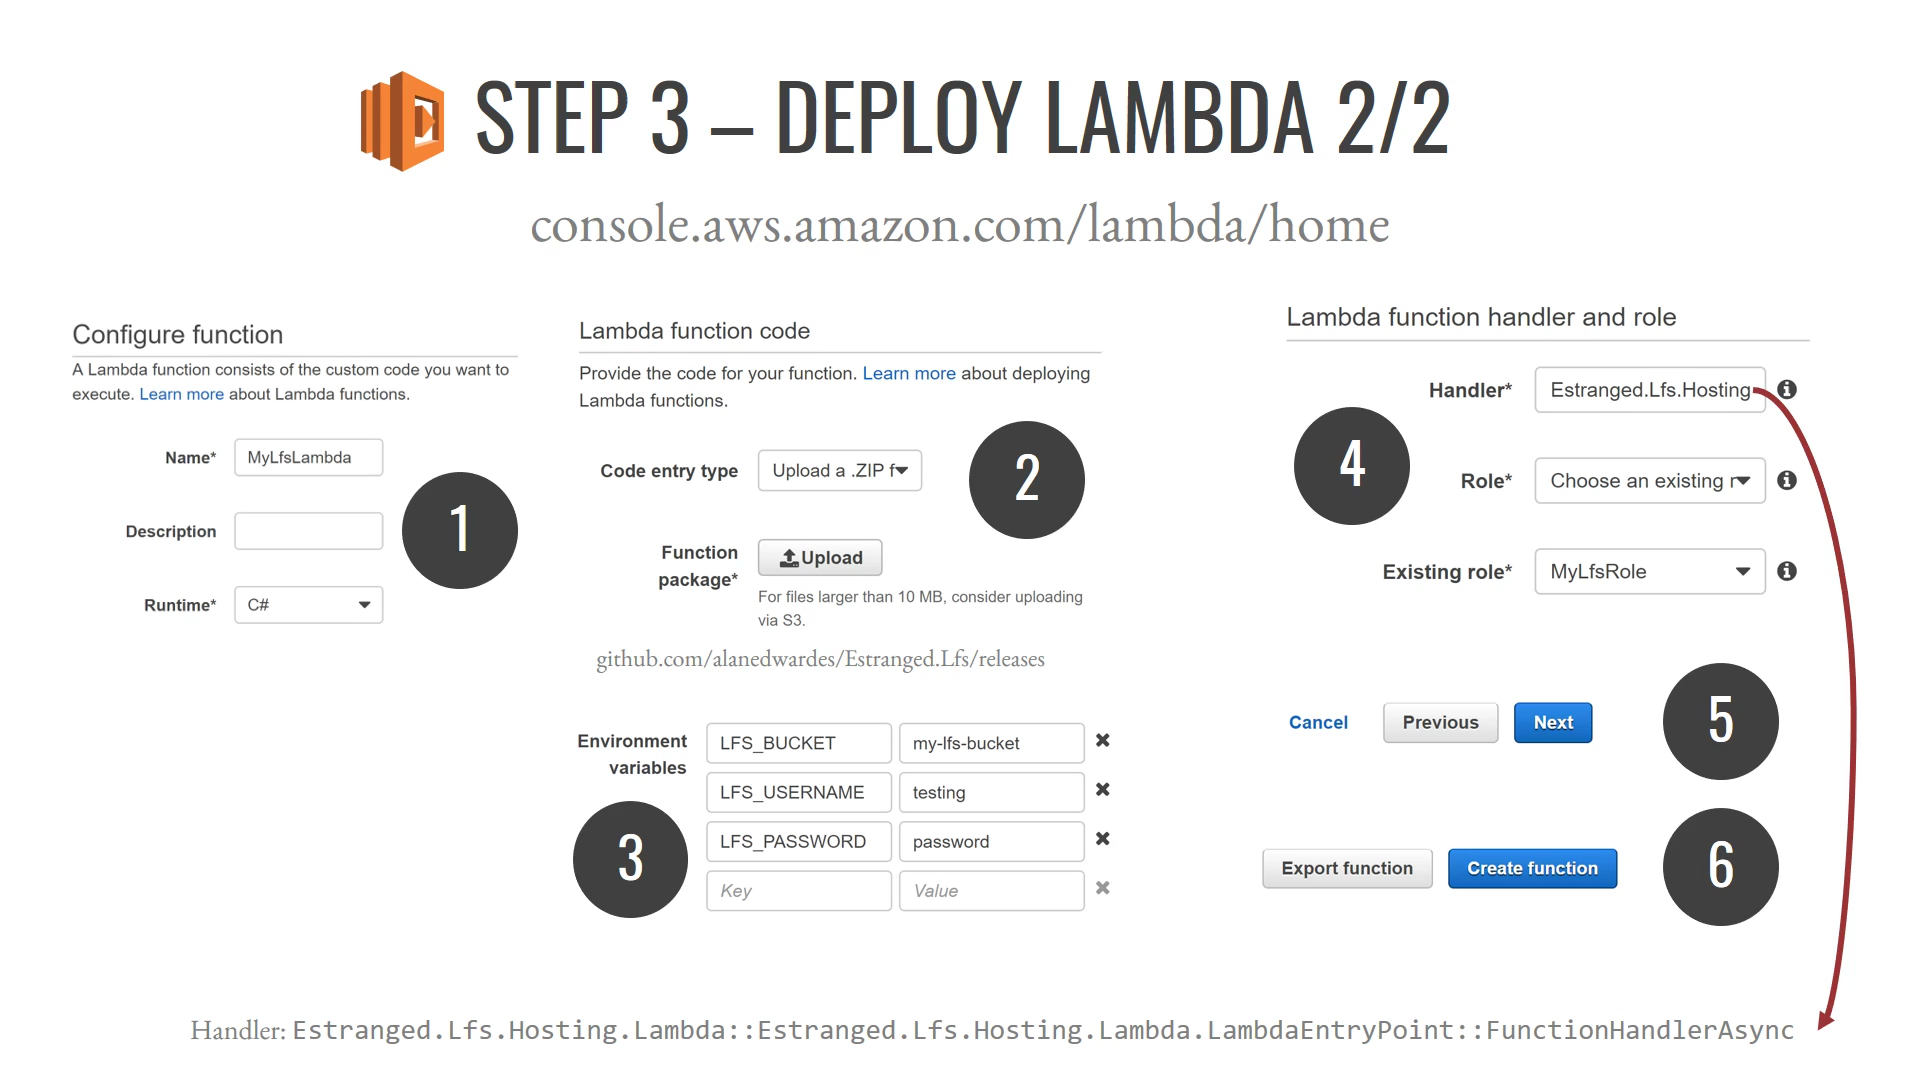 STEP 3 – DEPLOY LAMBDA 2/2
console.aws.amazon.com/lambda/home
Configure function
A Lambda function consists of the custom code you want to
execute. Learn more about Lambda functions.
Name* MyLfsLambda
Description
Runtime* C#
1
Lambda function code
Provide the code for your function. Learn more about deploying
Lambda functions.
Code entry type Upload a .ZIP f
2
Function
package*
Upload
For files larger than 10 MB, consider uploading
via S3.
github.com/alanedwardes/Estranged.Lfs/releases
Environment
variables
LFS_BUCKET my-lfs-bucket
LFS_USERNAME testing
LFS_PASSWORD password
Key Value
3
Lambda function handler and role
Handler* Estranged.Lfs.Hosting
4
Role* Choose an existing r
Existing role* MyLfsRole
Cancel Previous Next
5
Export function Create function
6
Handler: Estranged.Lfs.Hosting.Lambda::Estranged.Lfs.Hosting.Lambda.LambdaEntryPoint::FunctionHandlerAsync